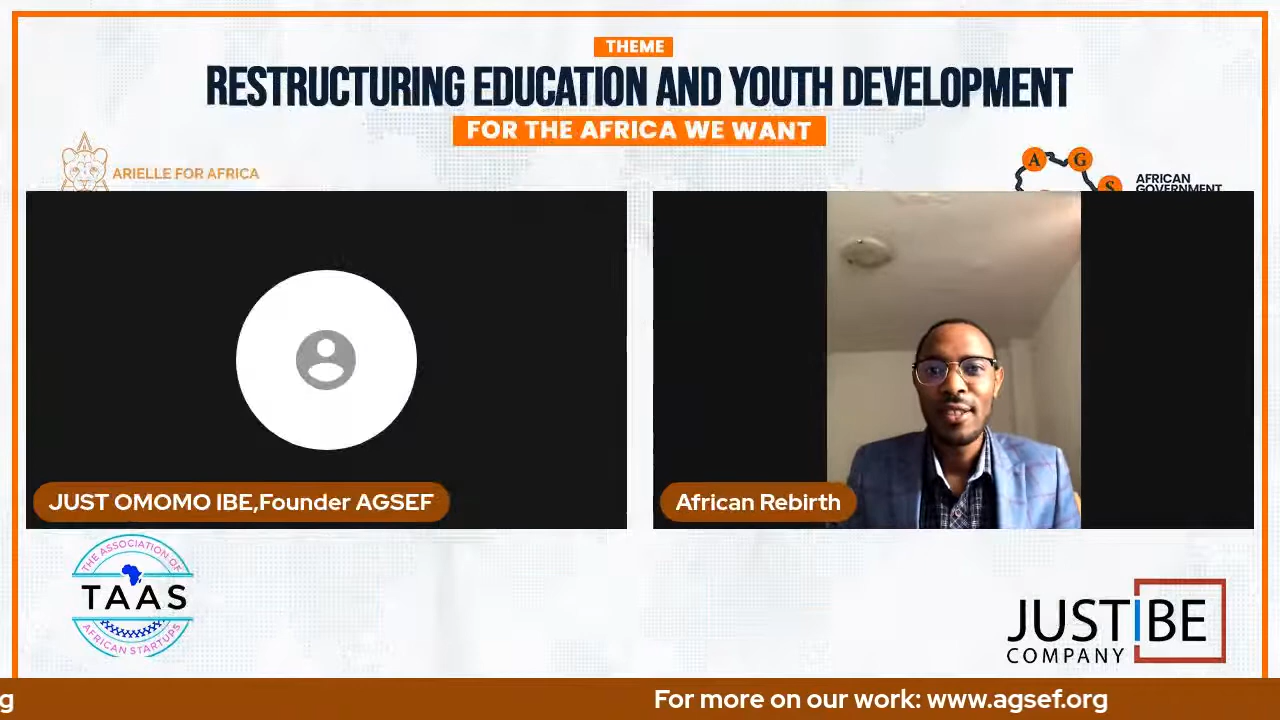 THEME
RESTRUCTURING EDUCATION AND YOUTH DEVELOPMENT
FOR THE AFRICA WE WANT
ARIELLE FOR AFRICA
A G S
AFRICAN
GOVERNMENT
JUST OMOMO IBE,Founder AGSEF
African Rebirth
THE ASSOCIATION OF
TAAS
AFRICAN STARTUPS
JUSTIBE
COMPANY
g
For more on our work: www.agsef.org